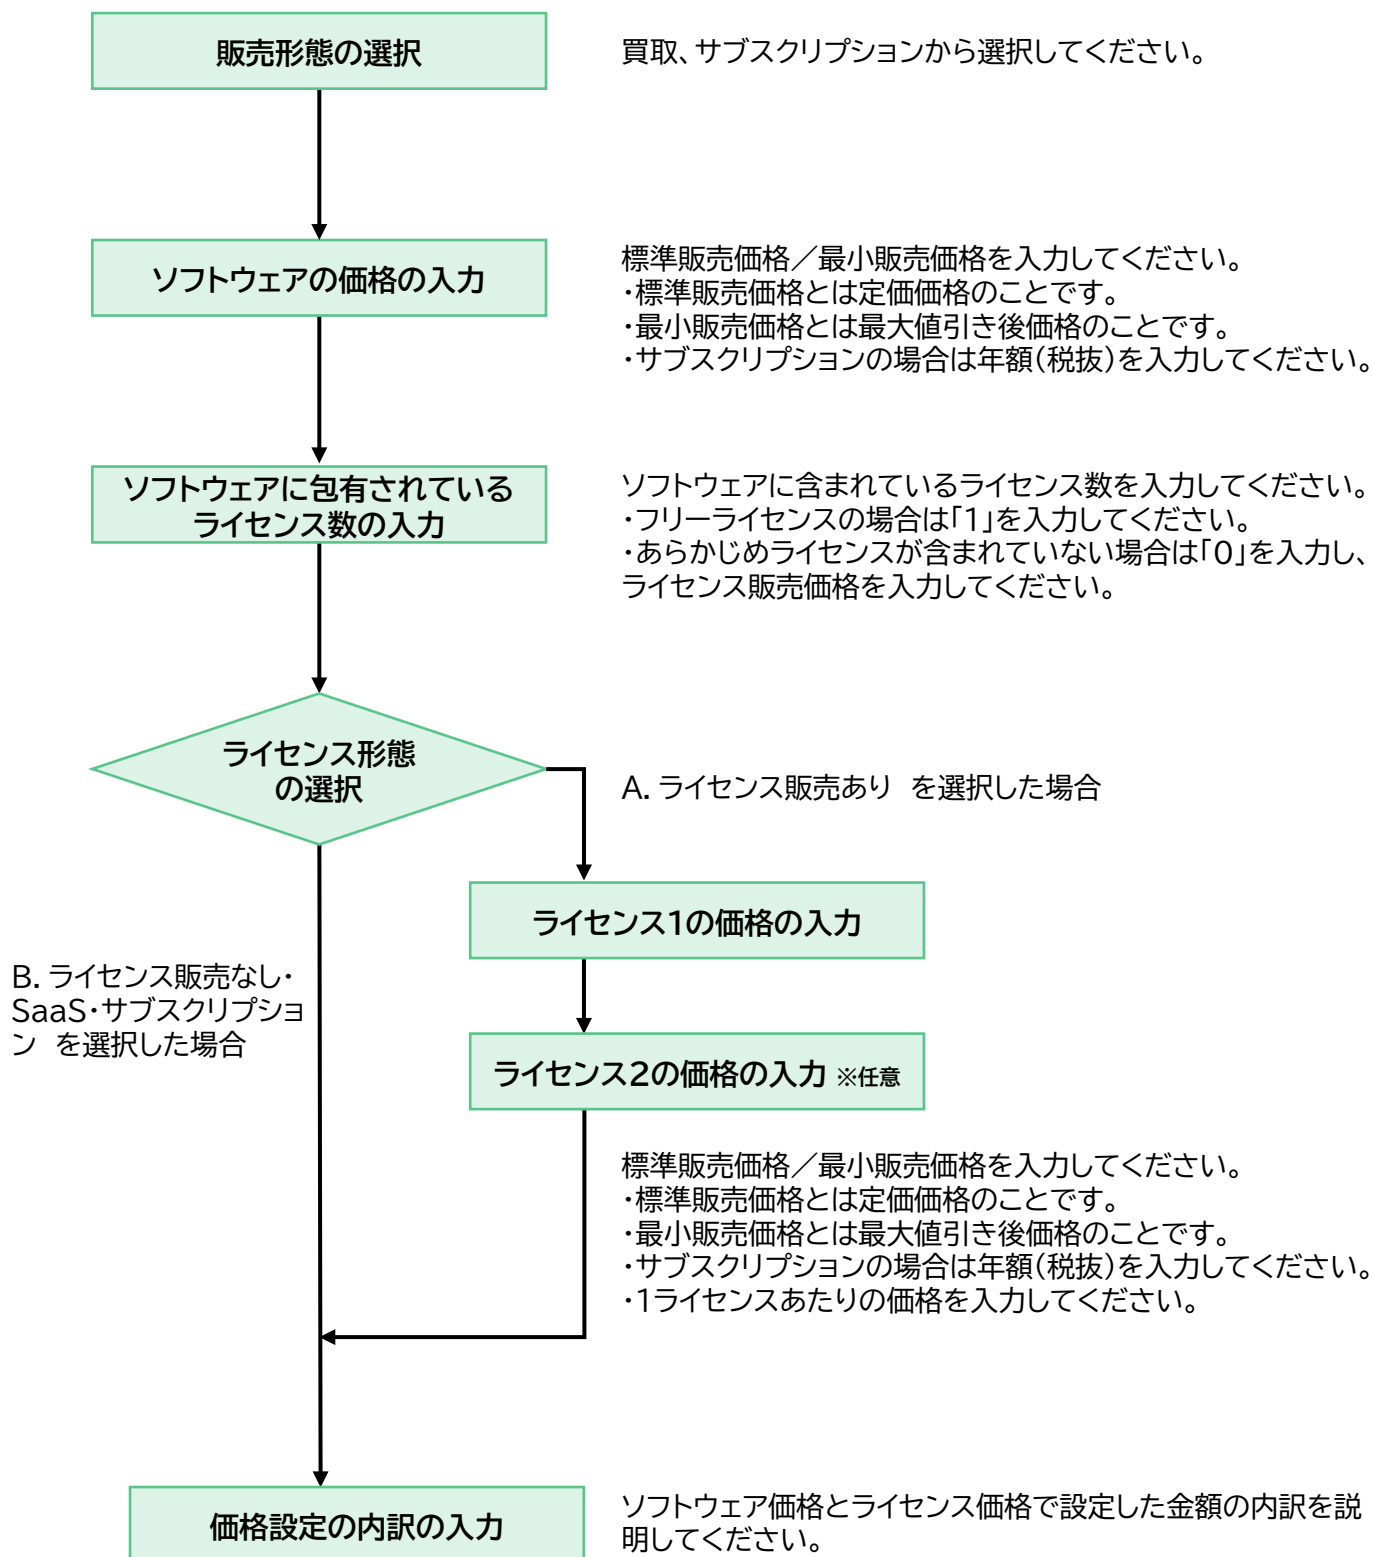 販売形態の選択
買取、サブスクリプションから選択してください。
ソフトウェアの価格の入力
標準販売価格／最小販売価格を入力してください。
・標準販売価格とは定価価格のことです。
・最小販売価格とは最大値引き後価格のことです。
・サブスクリプションの場合は年額（税抜）を入力してください。
ソフトウェアに包有されている
ライセンス数の入力
ソフトウェアに含まれているライセンス数を入力してください。
・フリーライセンスの場合は「1」を入力してください。
・あらかじめライセンスが含まれていない場合は「0」を入力し、
ライセンス販売価格を入力してください。
ライセンス形態
の選択
A. ライセンス販売あり　を選択した場合
ライセンス1の価格の入力
B. ライセンス販売なし・
SaaS・サブスクリプショ
ン　を選択した場合
ライセンス2の価格の入力 ※任意
標準販売価格／最小販売価格を入力してください。
・標準販売価格とは定価価格のことです。
・最小販売価格とは最大値引き後価格のことです。
・サブスクリプションの場合は年額（税抜）を入力してください。
・1ライセンスあたりの価格を入力してください。
価格設定の内訳の入力
ソフトウェア価格とライセンス価格で設定した金額の内訳を説
明してください。